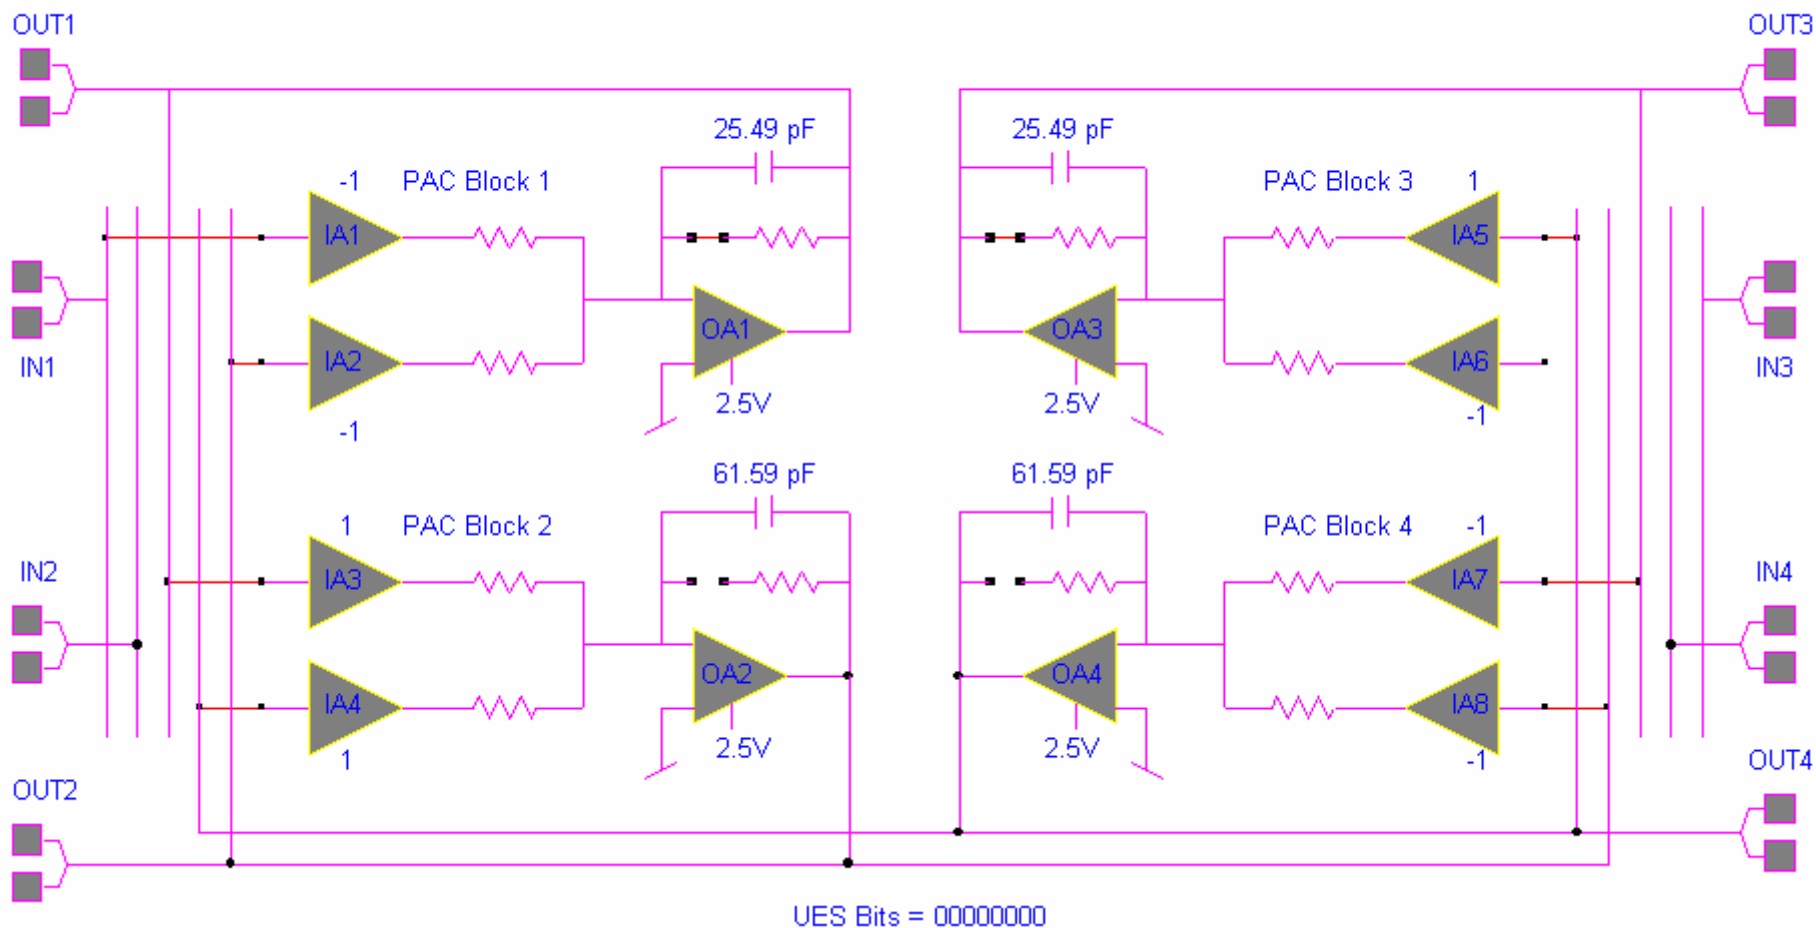 OUT1
OUT3
25.49 pF
25.49 pF
-1
PAC Block 1
PAC Block 3
1
IA1
IA5
IN1
IA2
OA1
OA3
IA6
IN3
-1
2.5V
2.5V
-1
61.59 pF
61.59 pF
1
PAC Block 2
PAC Block 4
-1
IN2
IA3
IA7
IN4
IA4
OA2
OA4
IA8
1
2.5V
2.5V
-1
OUT2
OUT4
UES Bits = 00000000